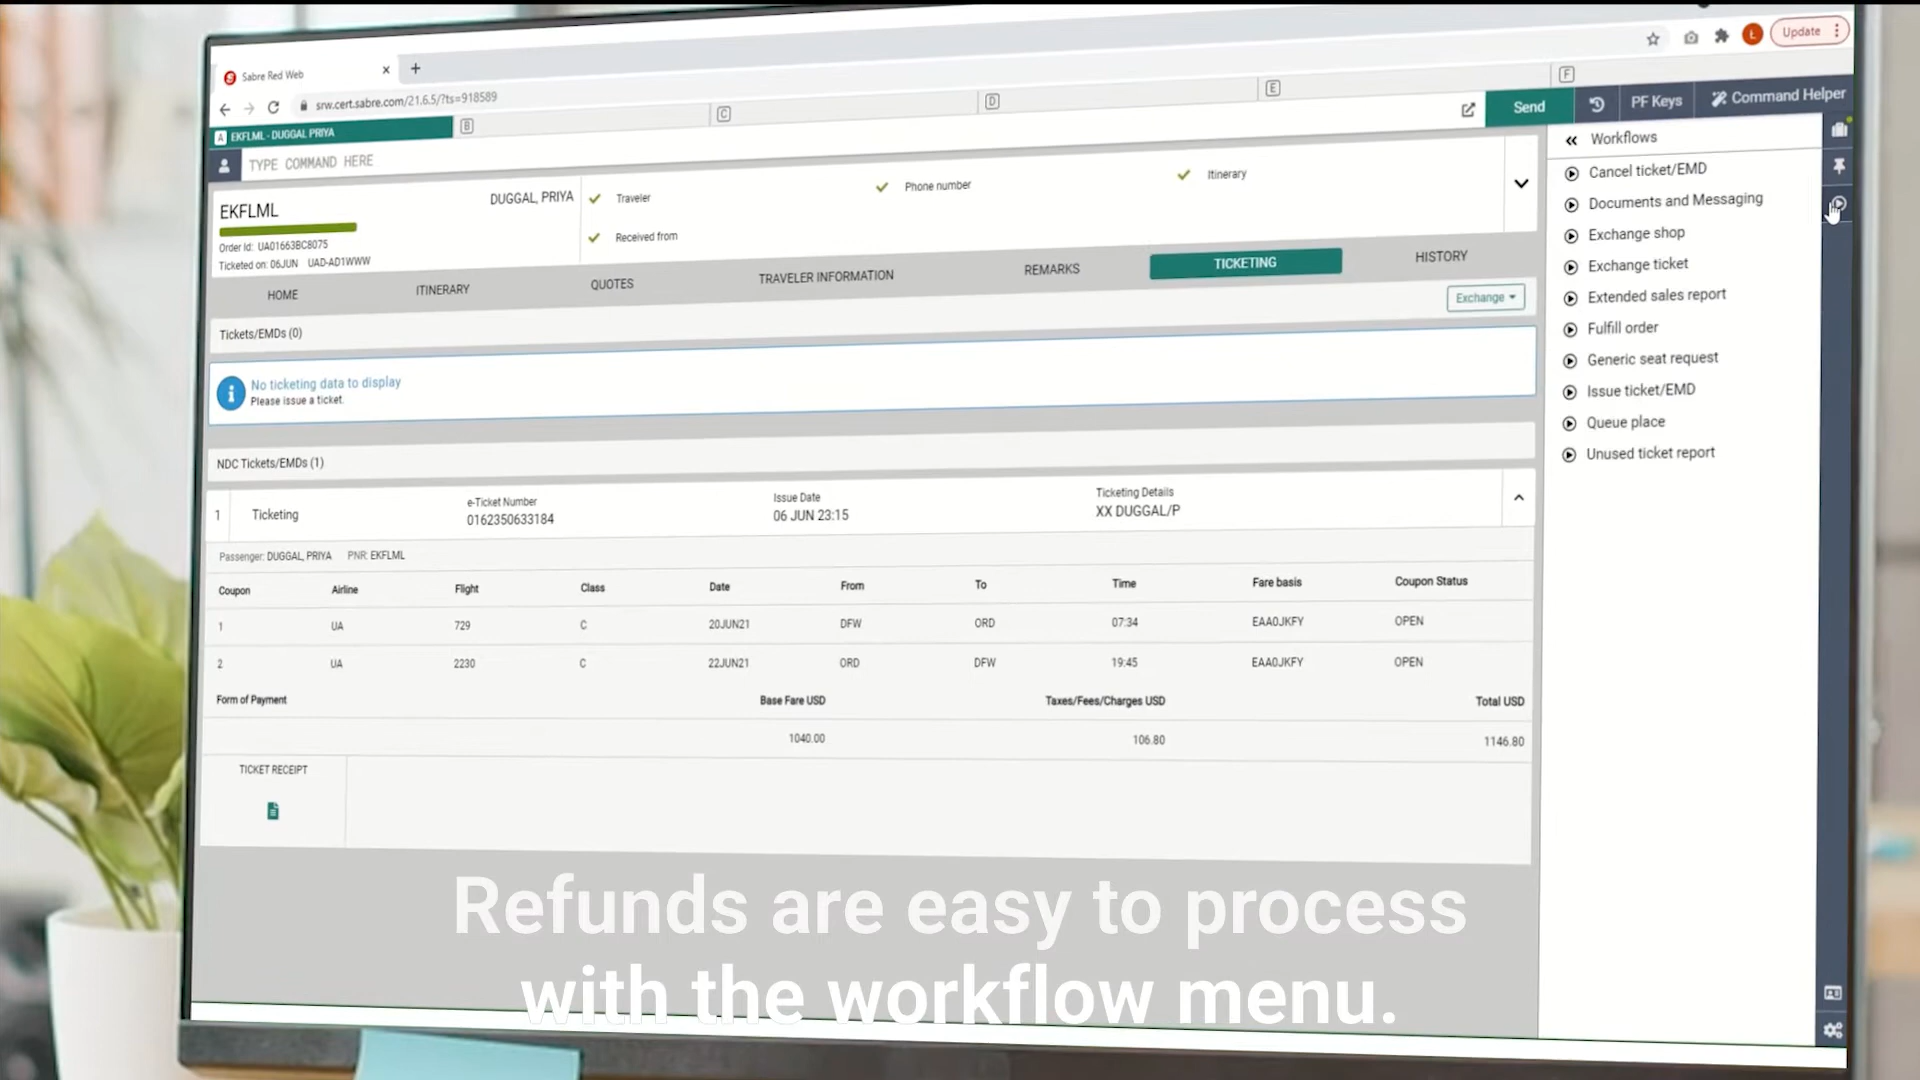 Sabre Red Web
Update
srw.cert.sabre.com/21.6.5/?ts=918589
A EKFLML - DUGGAL PRIYA
B
C
D
E
F
TYPE COMMAND HERE
Send
PF Keys
Command Helper
EKFLML
DUGGAL, PRIYA
Order Id: UA01663BC8075
Ticketed on: 06JUN UAD-AD1WWW
Traveler
Phone number
Itinerary
Received from
HOME
ITINERARY
QUOTES
TRAVELER INFORMATION
REMARKS
TICKETING
HISTORY
Exchange
Tickets/EMDs (0)
No ticketing data to display
Please issue a ticket.
NDC Tickets/EMDs (1)
1 Ticketing
e-Ticket Number
0162350633184
Issue Date
06 JUN 23:15
Ticketing Details
XX DUGGAL/P
Passenger: DUGGAL, PRIYA PNR: EKFLML
Coupon Airline Flight Class Date From To Time Fare basis Coupon Status
1 UA 729 C 20JUN21 DFW ORD 07:34 EAA0JKFY OPEN
2 UA 2230 C 22JUN21 ORD DFW 19:45 EAA0JKFY OPEN
Form of Payment Base Fare USD Taxes/Fees/Charges USD Total USD
1040.00 106.80 1146.80
TICKET RECEIPT
Workflows
Cancel ticket/EMD
Documents and Messaging
Exchange shop
Exchange ticket
Extended sales report
Fulfill order
Generic seat request
Issue ticket/EMD
Queue place
Unused ticket report
Refunds are easy to process
with the workflow menu.